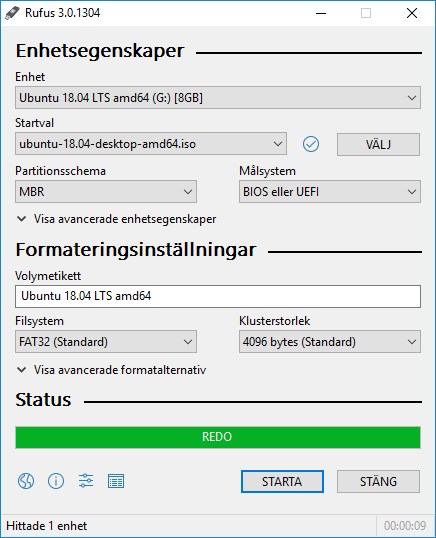 Rufus 3.0.1304
Enhetsegenskaper
Enhet
Ubuntu 18.04 LTS amd64 (G:) [8GB]
Startval
ubuntu-18.04-desktop-amd64.iso
VÄLJ
Partitionsschema
Målsystem
MBR
BIOS eller UEFI
Visa avancerade enhetsegenskaper
Formateringsinställningar
Volymetikett
Ubuntu 18.04 LTS amd64
Filsystem
Klusterstorlek
FAT32 (Standard)
4096 bytes (Standard)
Visa avancerade formatalternativ
Status
REDO
STARTA
STÄNG
Hittade 1 enhet
00:00:09